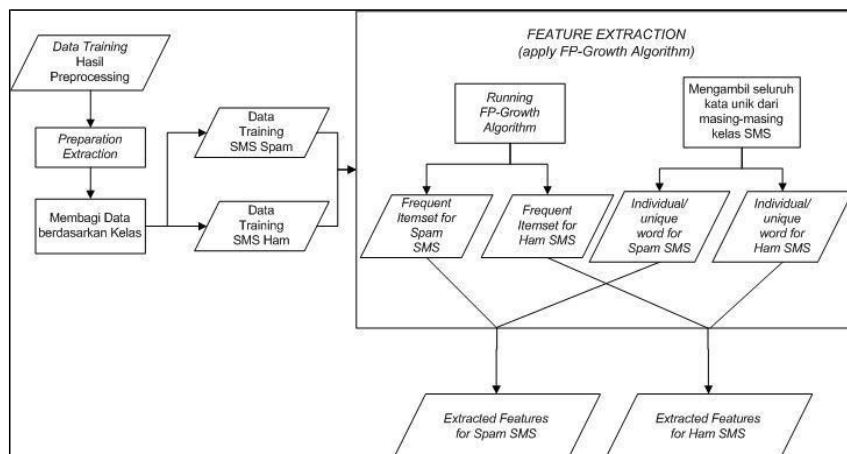 Data Training
Hasil
Preprocessing
Preparation
Extraction
Membagi Data
berdasarkan Kelas
Data
Training
SMS Spam
Data
Training
SMS Ham
FEATURE EXTRACTION
(apply FP-Growth Algorithm)
Running
FP-Growth
Algorithm
Mengambil seluruh
kata unik dari
masing-masing
kelas SMS
Frequent
Itemset for
Spam
SMS
Frequent
Itemset for
Ham SMS
Individual/
unique
word for
Spam SMS
Individual/
unique
word for
Ham SMS
Extracted Features
for Spam SMS
Extracted Features
for Ham SMS